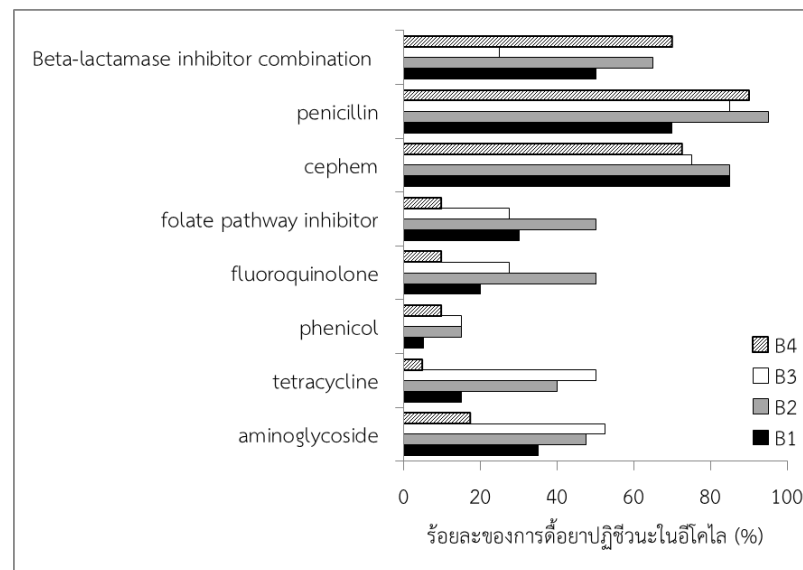 Beta-lactamase inhibitor combination
penicillin
cephem
folate pathway inhibitor
fluoroquinolone
phenicol
tetracycline
aminoglycoside
B4
B3
B2
B1
0 20 40 60 80 100
ร้อยละของการดื้อยาปฏิชีวนะในอีโคไล (%)